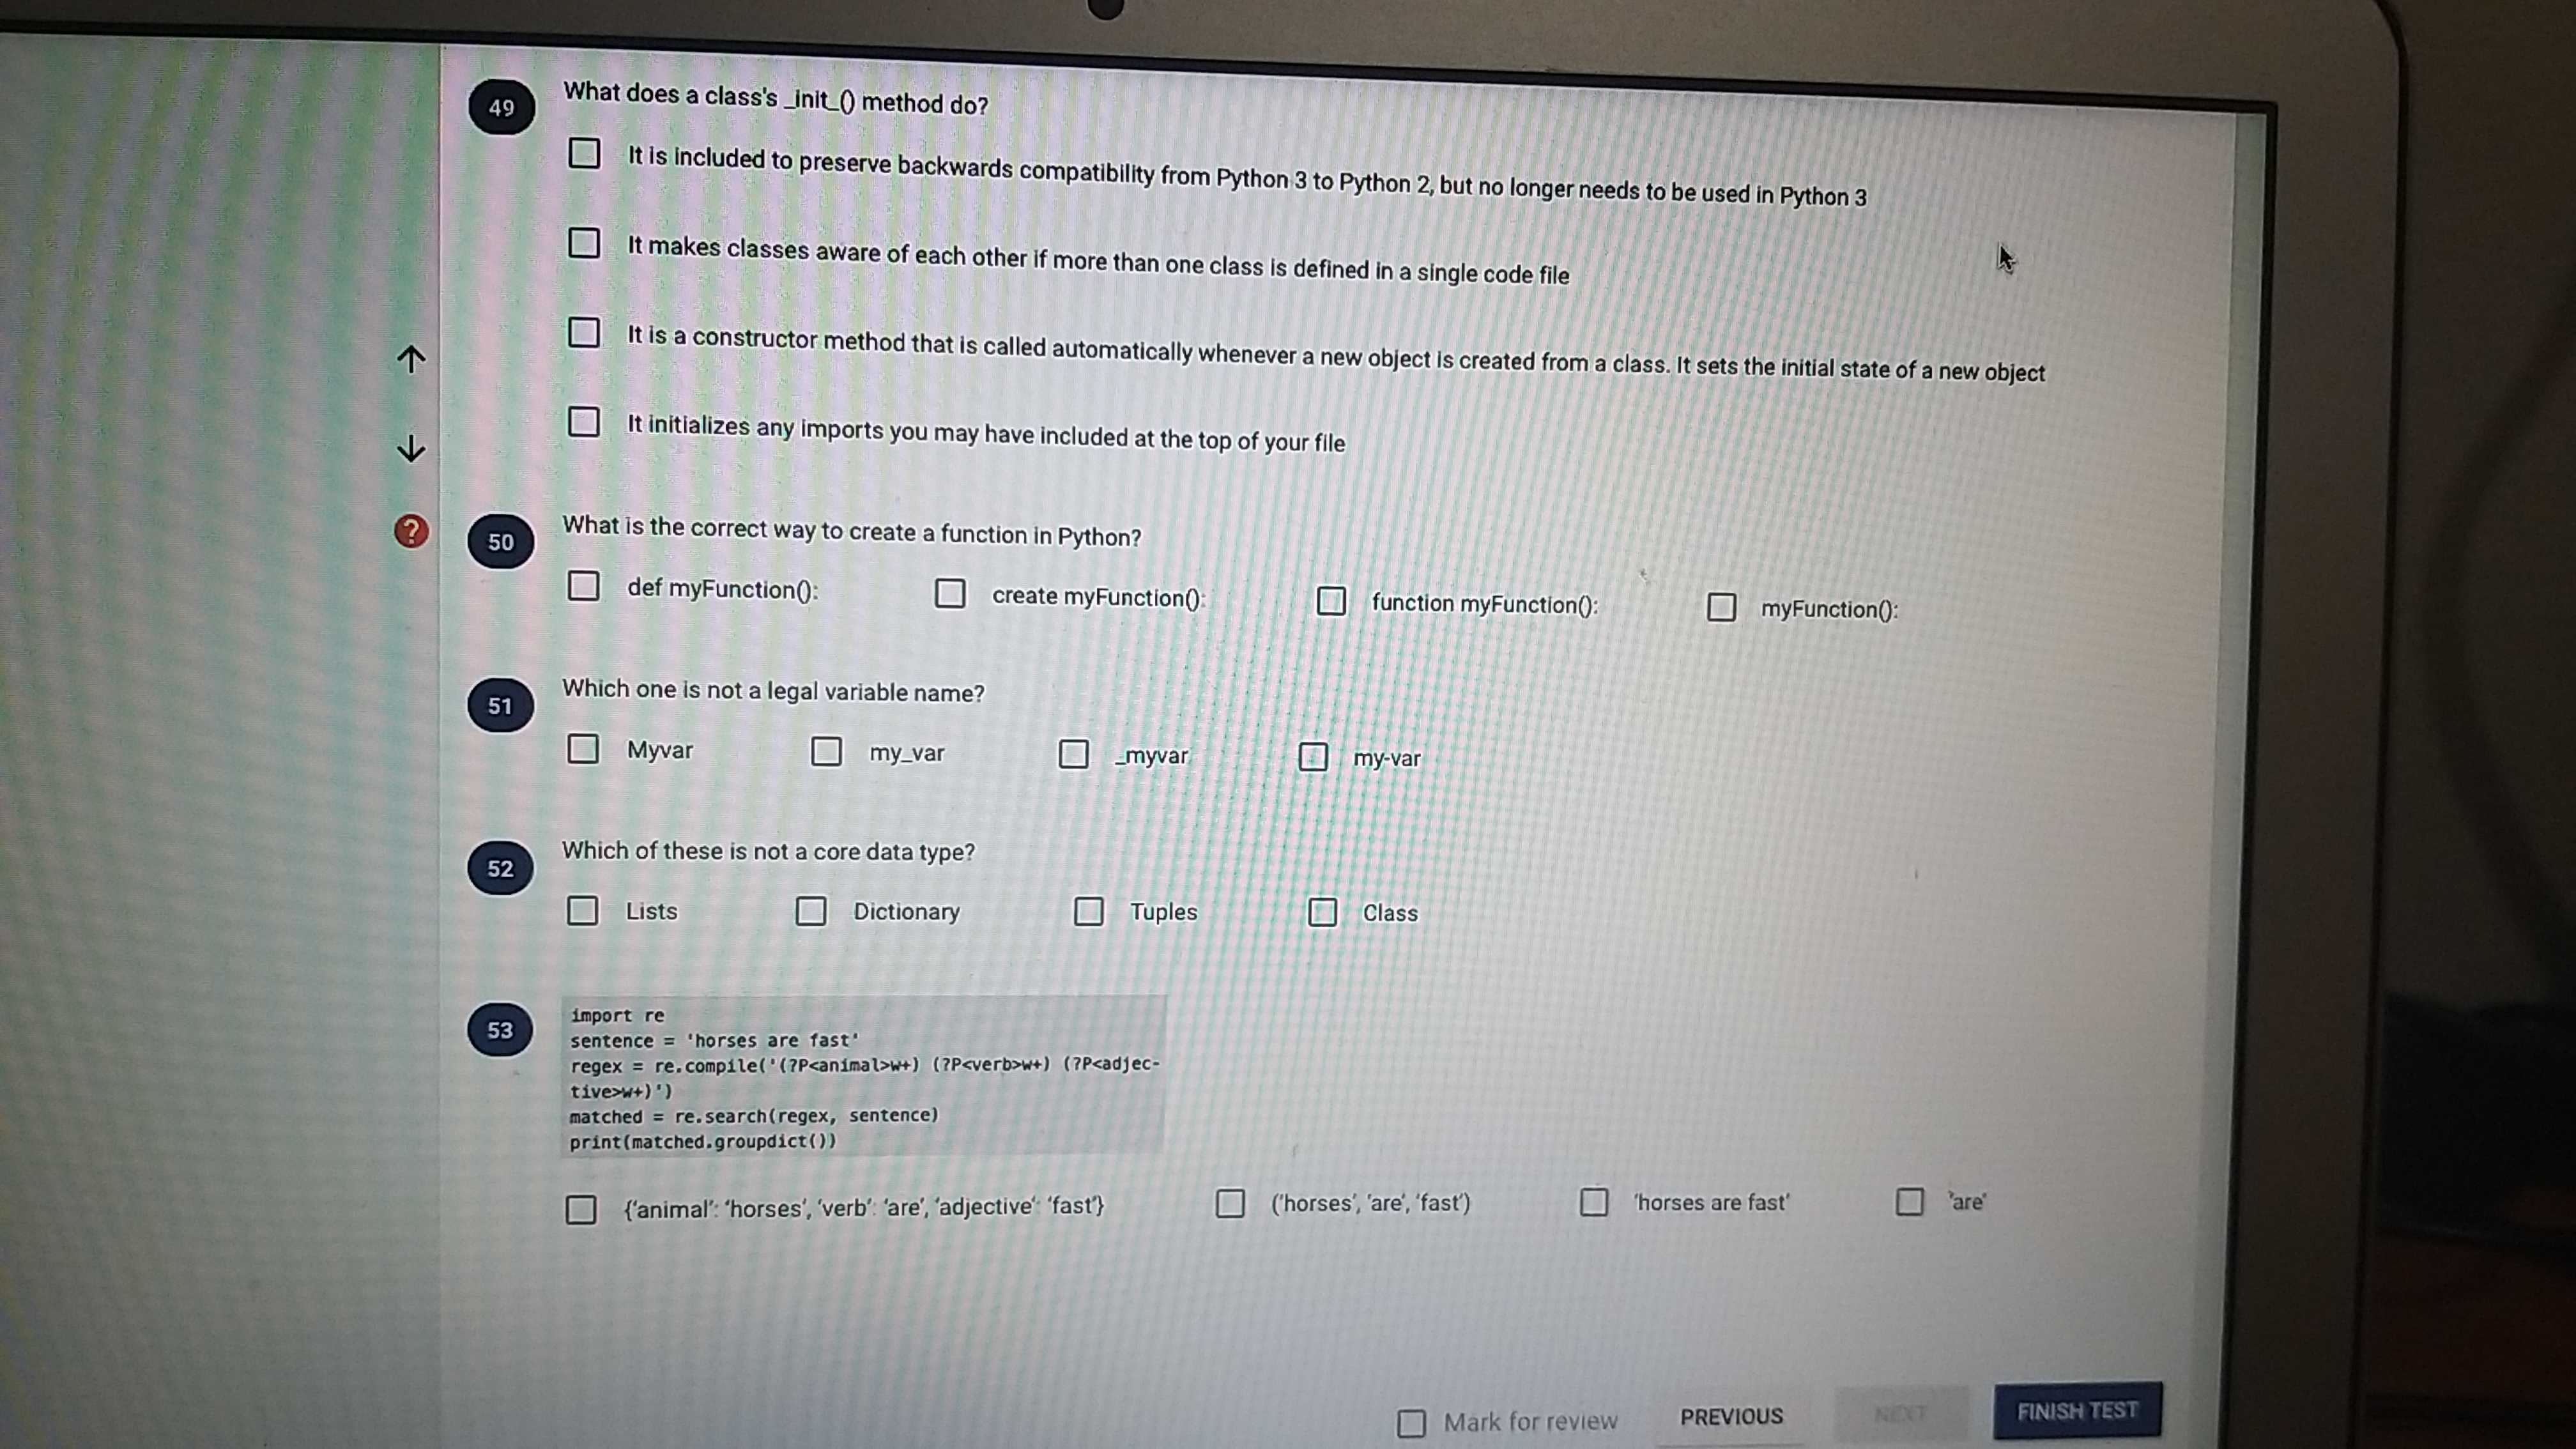 49
What does a class's _init_() method do?
It is included to preserve backwards compatibility from Python 3 to Python 2, but no longer needs to be used in Python 3
It makes classes aware of each other if more than one class is defined in a single code file
It is a constructor method that is called automatically whenever a new object is created from a class. It sets the initial state of a new object
It initializes any imports you may have included at the top of your file
?
50
What is the correct way to create a function in Python?
def myFunction(): create myFunction(): function myFunction(): myFunction():
51
Which one is not a legal variable name?
Myvar my_var _myvar my-var
52
Which of these is not a core data type?
Lists Dictionary Tuples Class
53
import re
sentence = 'horses are fast'
regex = re.compile('(?P<animal>w+) (?P<verb>w+) (?P<adjec-
tive>w+)')
matched = re.search(regex, sentence)
print(matched.groupdict())
{'animal': 'horses', 'verb': 'are', 'adjective': 'fast'} ('horses', 'are', 'fast') 'horses are fast' 'are'
Mark for review PREVIOUS NEXT FINISH TEST